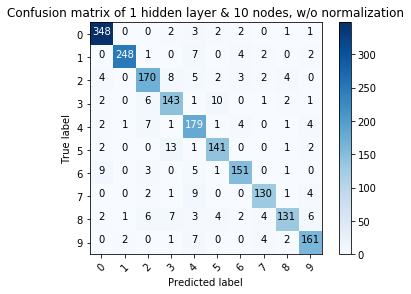 Confusion matrix of 1 hidden layer & 10 nodes, w/o normalization
0 348 0 0 2 3 2 2 0 1 1
1 0 248 1 0 7 0 4 2 0 2
2 4 0 170 8 5 2 3 2 4 0
3 2 0 6 143 1 10 0 1 2 1
4 2 1 7 1 179 1 4 0 1 4
5 2 0 0 13 1 141 0 0 1 2
6 9 0 3 0 5 1 151 0 1 0
7 0 0 2 1 9 0 0 130 1 4
8 2 1 6 7 3 4 2 4 131 6
9 0 2 0 1 7 0 0 4 2 161
0 1 2 3 4 5 6 7 8 9
True label
Predicted label
300
250
200
150
100
50
0